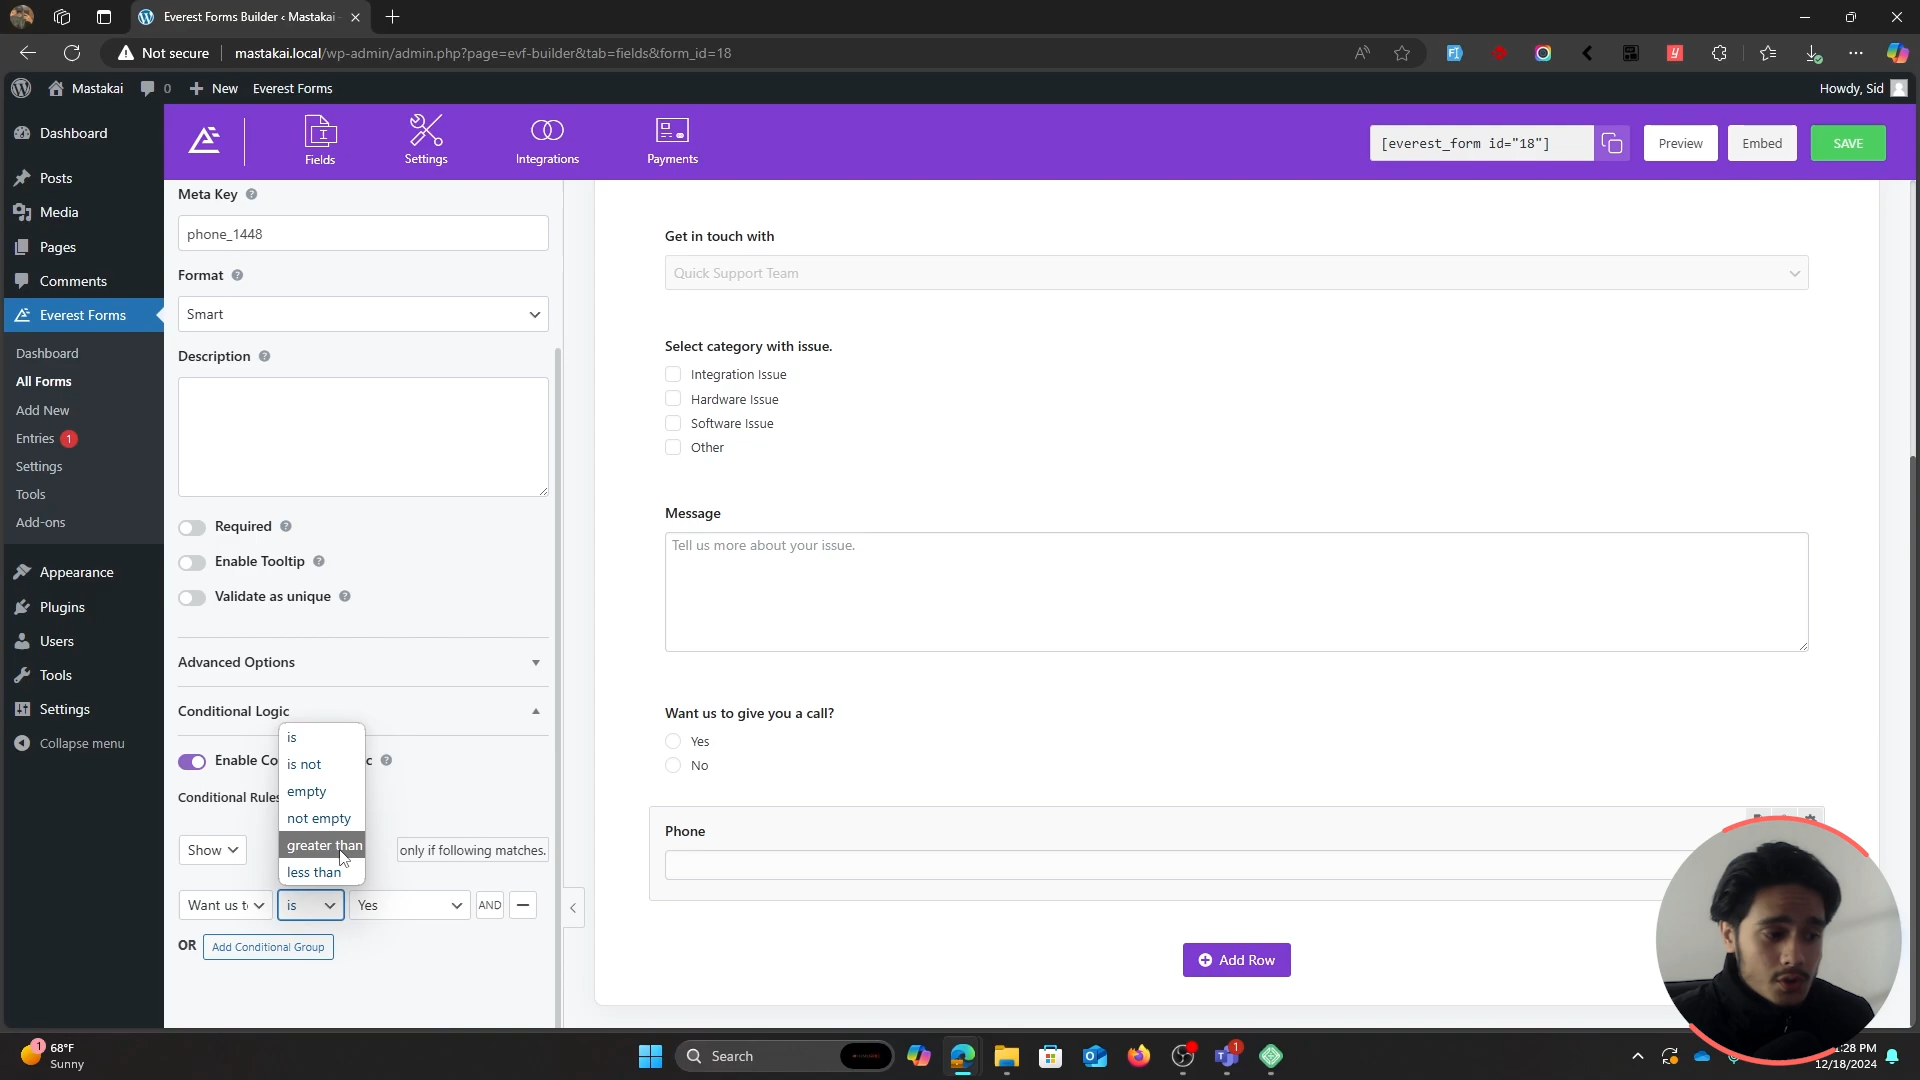 Everest Forms Builder ‹ Mastakai
Not secure
mastakai.local/wp-admin/admin.php?page=evf-builder&tab=fields&form_id=18
Mastakai
0
New
Everest Forms
Howdy, Sid
Dashboard
Posts
Media
Pages
Comments
Everest Forms
Dashboard
All Forms
Add New
Entries 1
Settings
Tools
Add-ons
Appearance
Plugins
Users
Tools
Settings
Collapse menu
Fields
Settings
Integrations
Payments
[everest_form id="18"]
Preview
Embed
SAVE
Meta Key
phone_1448
Format
Smart
Description
Required
Enable Tooltip
Validate as unique
Advanced Options
Conditional Logic
Enable Co
c
Conditional Rules
is
is not
empty
not empty
greater than
less than
Show
only if following matches.
Want us t
is
Yes
AND
OR
Add Conditional Group
Get in touch with
Quick Support Team
Select category with issue.
Integration Issue
Hardware Issue
Software Issue
Other
Message
Tell us more about your issue.
Want us to give you a call?
Yes
No
Phone
Add Row
1
68°F
Sunny
Search
1
:28 PM
12/18/2024